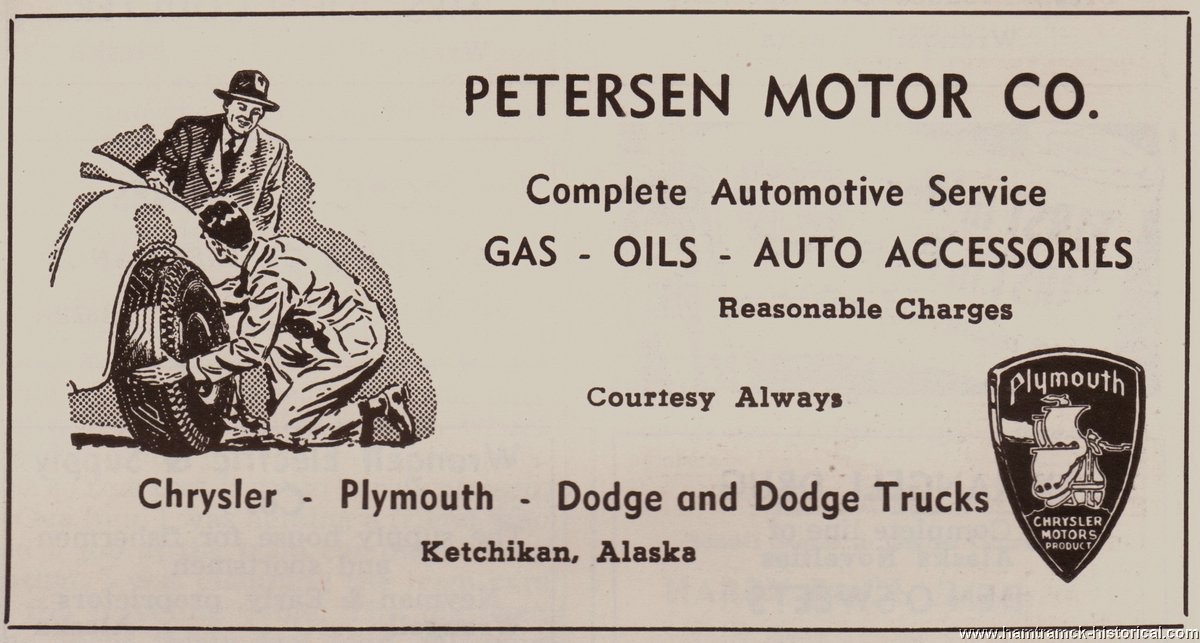 PETERSEN MOTOR CO.
Complete Automotive Service
GAS - OILS - AUTO ACCESSORIES
Reasonable Charges
Courtesy Always
Plymouth
CHRYSLER
MOTORS
PRODUCT
Chrysler - Plymouth - Dodge and Dodge Trucks
Ketchikan, Alaska
www.hamtramck-historical.com